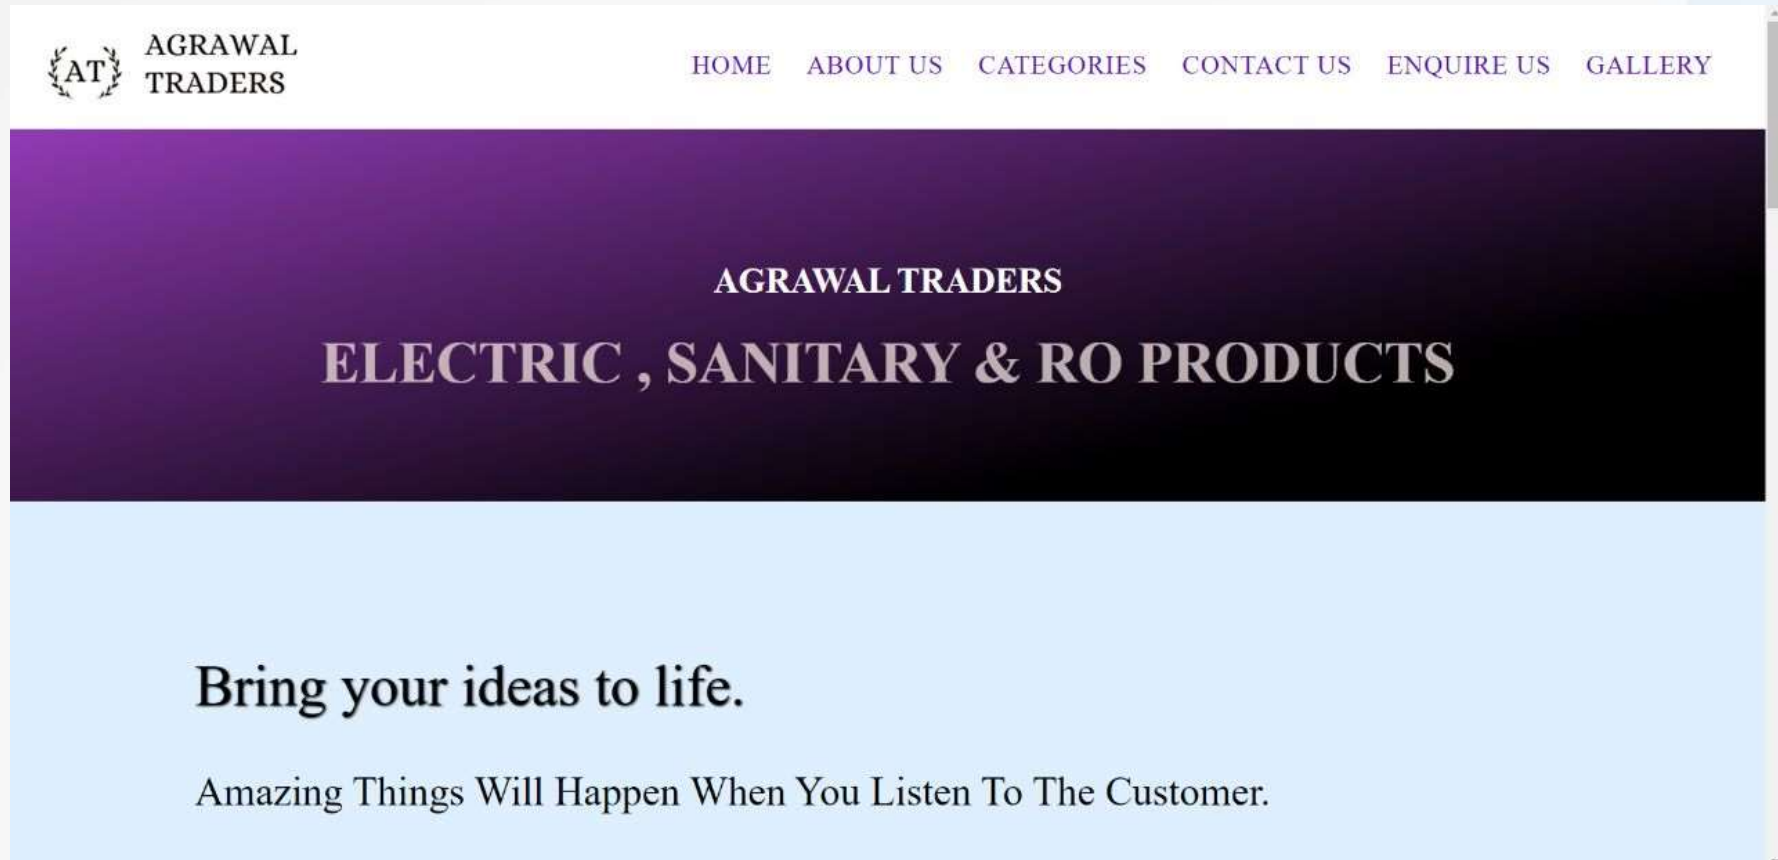 AT
AGRAWAL
TRADERS
HOME ABOUT US CATEGORIES CONTACT US ENQUIRE US GALLERY
AGRAWAL TRADERS
ELECTRIC , SANITARY & RO PRODUCTS
Bring your ideas to life.
Amazing Things Will Happen When You Listen To The Customer.